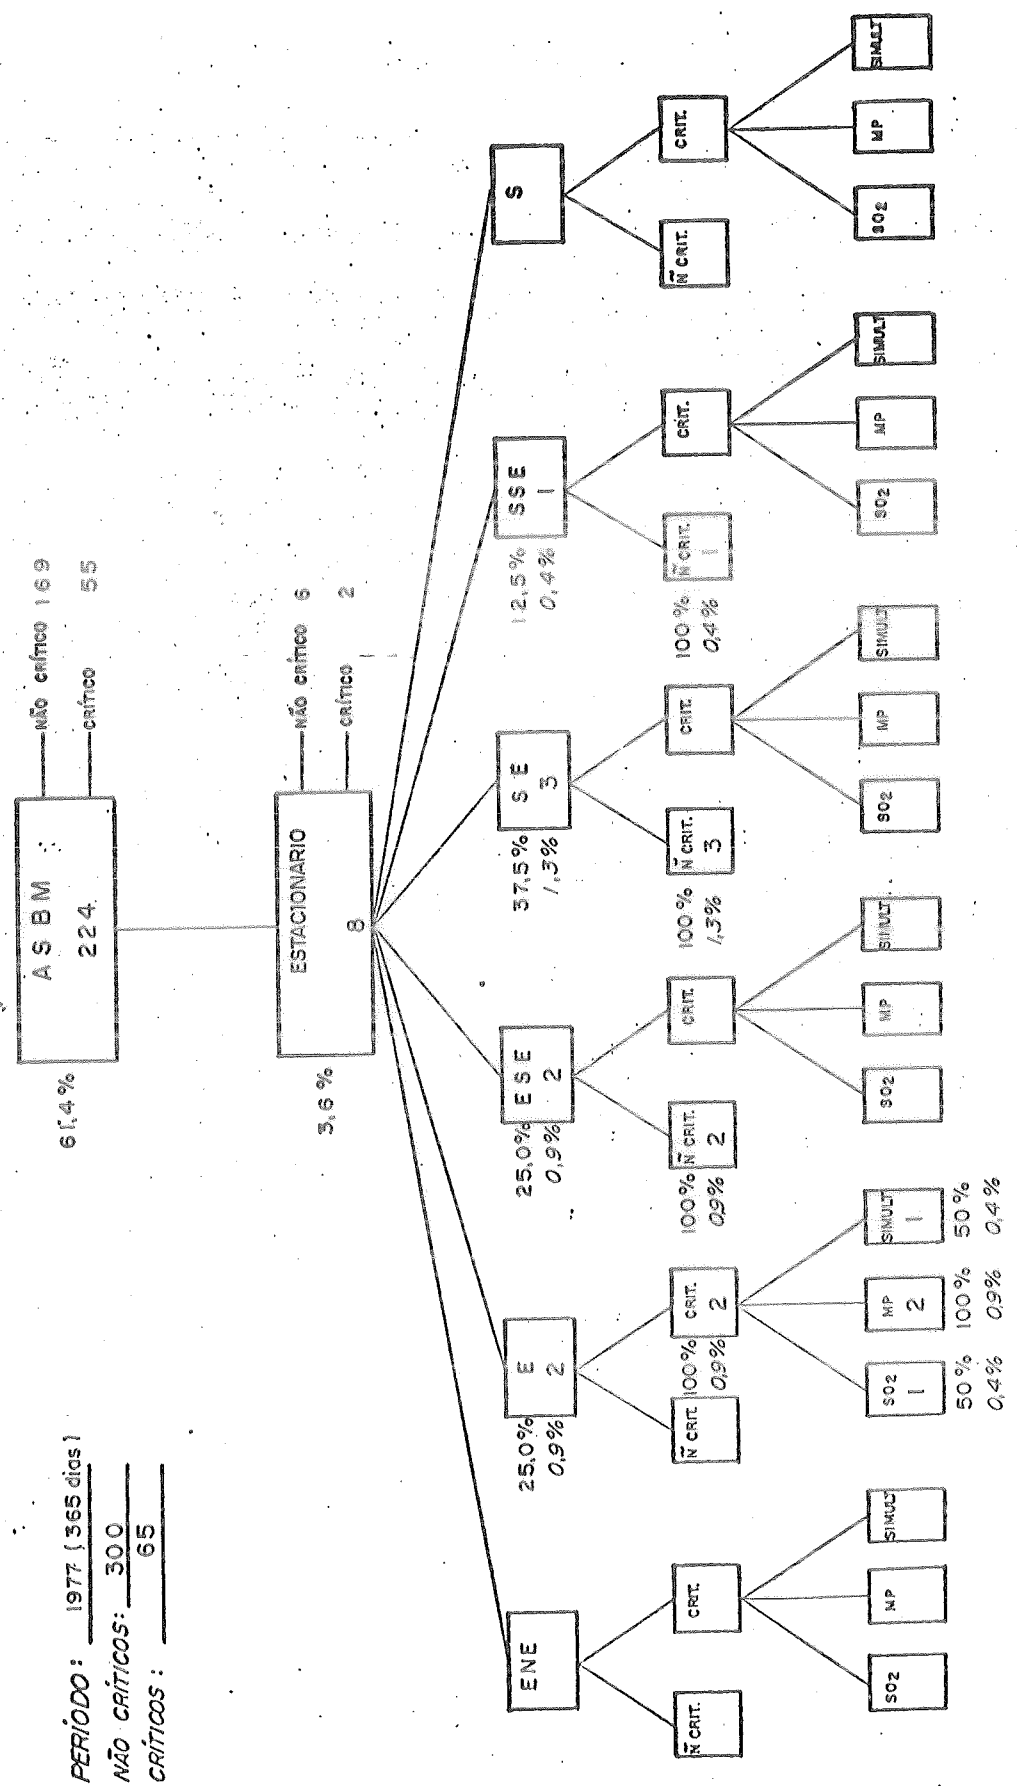 PERÍODO: 1977 (365 dias)
NÃO CRÍTICOS: 300
CRÍTICOS: 65
61.4%
ASBM
224
NÃO CRÍTICO 169
CRÍTICO 55
3.6%
ESTACIONARIO
8
NÃO CRÍTICO 6
CRÍTICO 2
ENE
25.0%
0,9%
E
2
25.0%
0,9%
ESE
2
37.5%
1,3%
SE
3
12.5%
0,4%
SSE
1
S
Ñ CRIT.
CRIT.
Ñ CRIT.
100%
0,9%
CRIT.
2
100%
0,9%
Ñ CRIT.
2
CRIT.
100%
1,3%
Ñ CRIT.
3
CRIT.
100%
0,4%
Ñ CRIT.
1
CRIT.
Ñ CRIT.
CRIT.
SO2
MP
SIMULT
SO2
1
50%
0,4%
MP
2
100%
0,9%
SIMULT
1
50%
0,4%
SO2
MP
SIMULT
SO2
MP
SIMULT
SO2
MP
SIMULT
SO2
MP
SIMULT